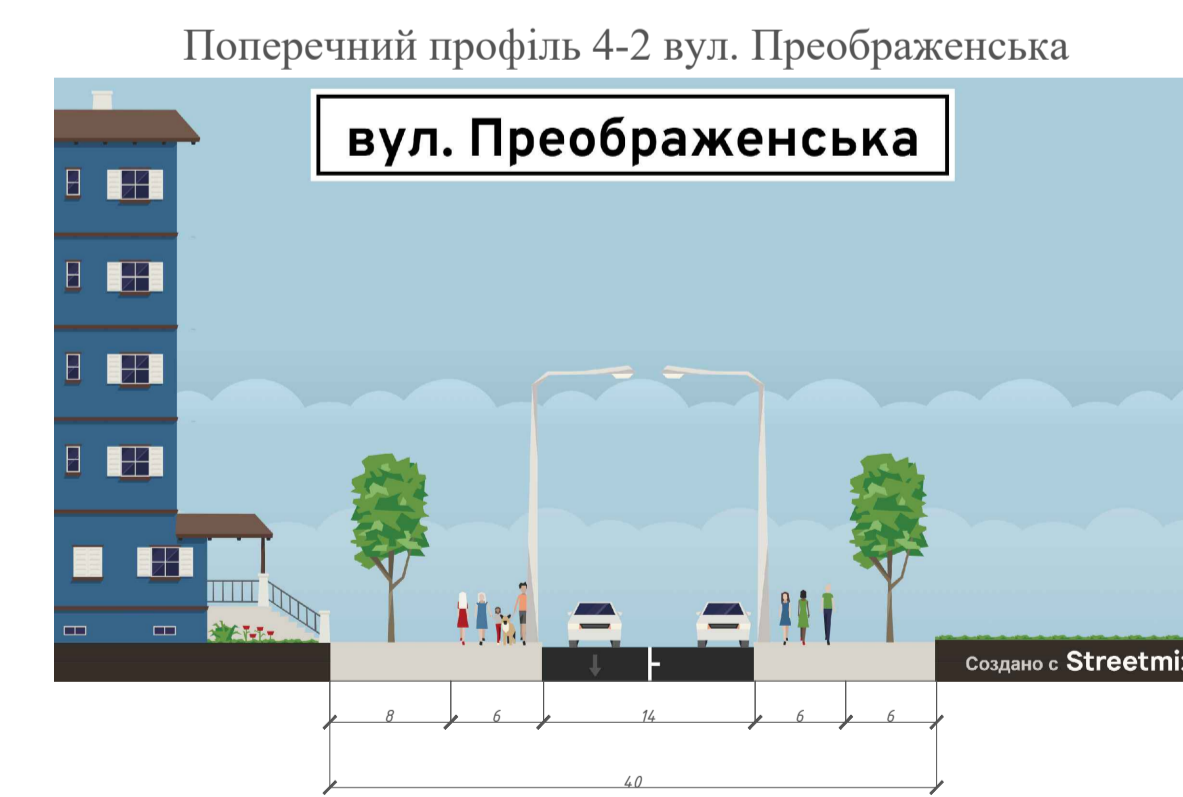 Поперечний профіль 4-2 вул. Преображенська
вул. Преображенська
Создано с Streetmi
8 6 14 6 6
40